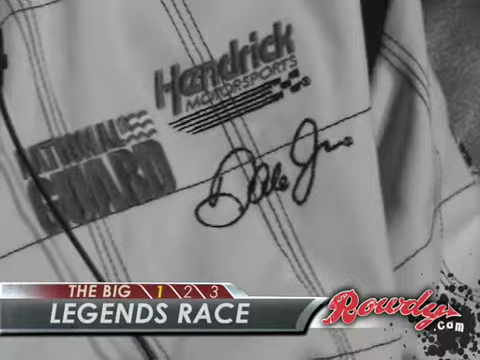 Hendrick
MOTORSPORTS
NATIONAL
GUARD
Dale Jr
THE BIG 1 2 3
LEGENDS RACE
Rowdy
.com